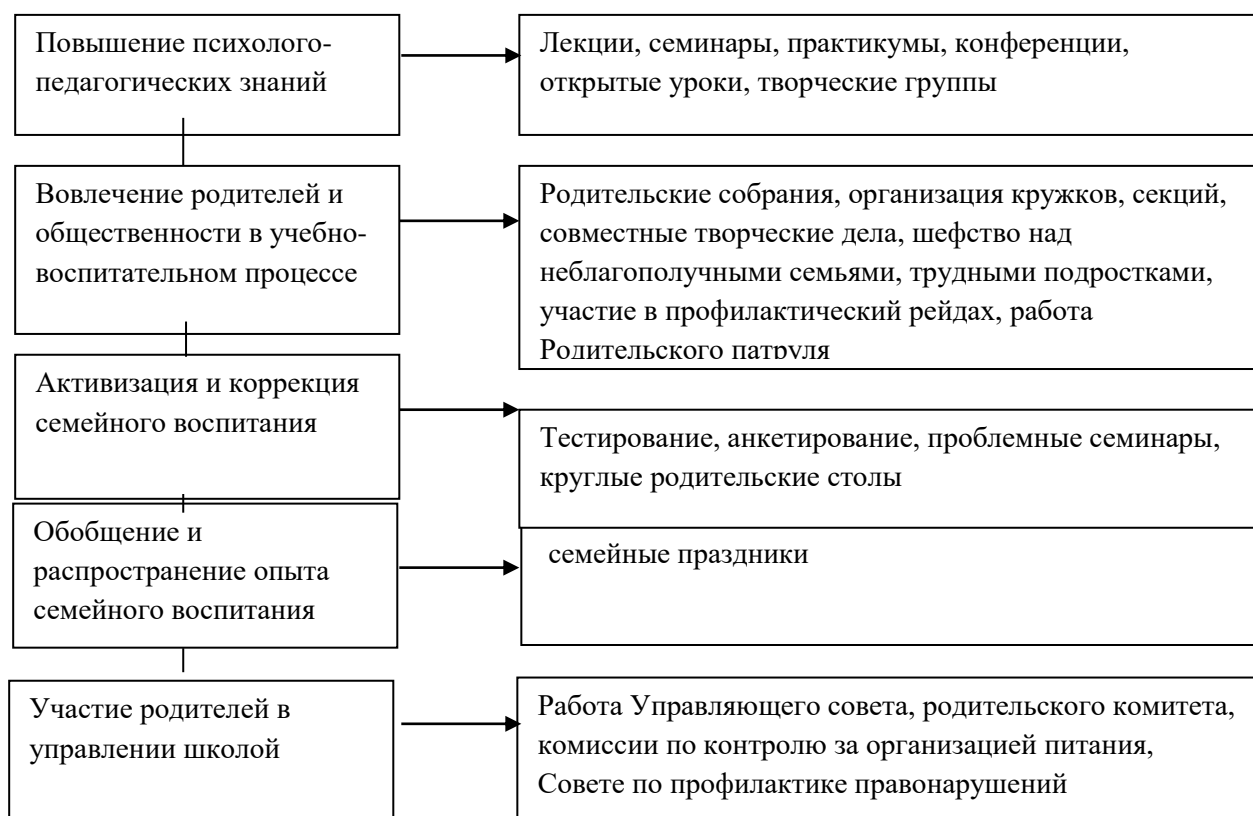 Повышение психолого-
педагогических знаний
Лекции, семинары, практикумы, конференции,
открытые уроки, творческие группы
Вовлечение родителей и
общественности в учебно-
воспитательном процессе
Родительские собрания, организация кружков, секций,
совместные творческие дела, шефство над
неблагополучными семьями, трудными подростками,
участие в профилактический рейдах, работа
Родительского патруля
Активизация и коррекция
семейного воспитания
Тестирование, анкетирование, проблемные семинары,
круглые родительские столы
Обобщение и
распространение опыта
семейного воспитания
семейные праздники
Участие родителей в
управлении школой
Работа Управляющего совета, родительского комитета,
комиссии по контролю за организацией питания,
Совете по профилактике правонарушений